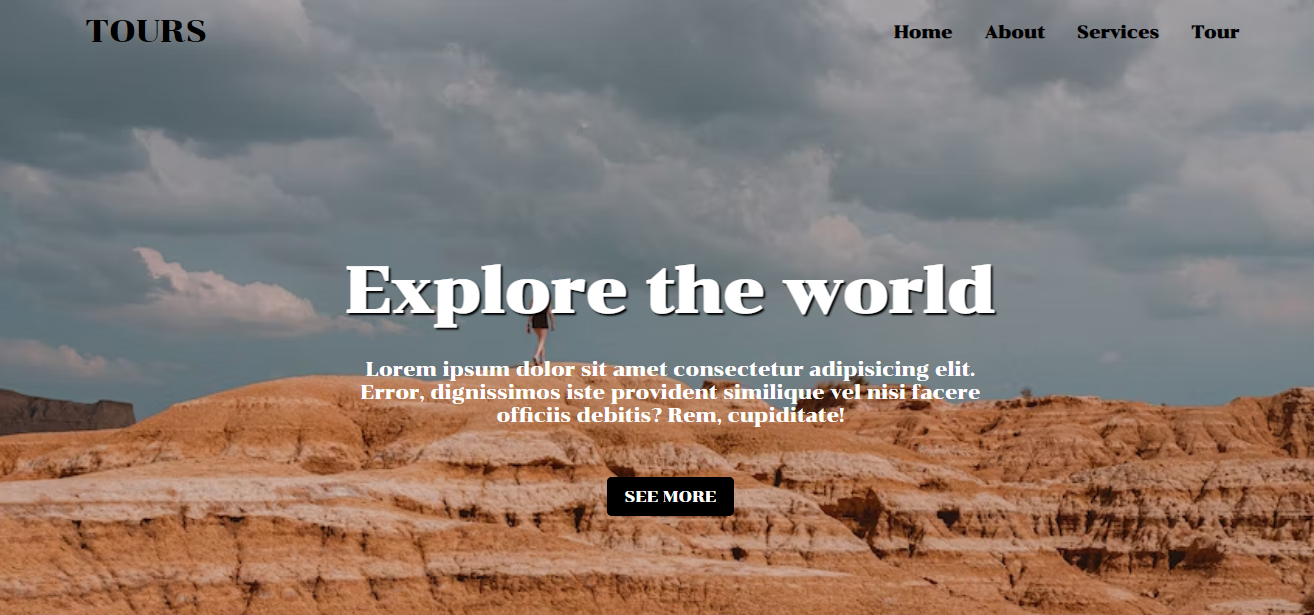 TOURS
Home About Services Tour
Explore the world
Lorem ipsum dolor sit amet consectetur adipisicing elit.
Error, dignissimos iste provident similique vel nisi facere
officiis debitis? Rem, cupiditate!
SEE MORE